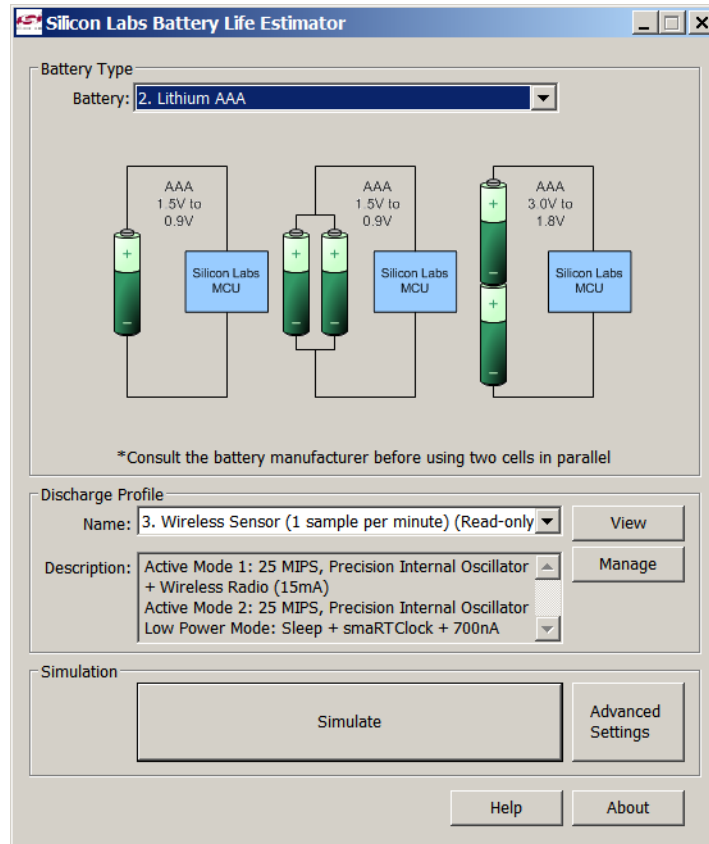 Silicon Labs Battery Life Estimator
Battery Type
Battery: 2. Lithium AAA
AAA
1.5V to
0.9V
+
-
Silicon Labs
MCU
AAA
1.5V to
0.9V
+ +
- -
Silicon Labs
MCU
AAA
3.0V to
1.8V
+
-
+
-
Silicon Labs
MCU
*Consult the battery manufacturer before using two cells in parallel
Discharge Profile
Name: 3. Wireless Sensor (1 sample per minute) (Read-only
View
Description: Active Mode 1: 25 MIPS, Precision Internal Oscillator
+ Wireless Radio (15mA)
Active Mode 2: 25 MIPS, Precision Internal Oscillator
Low Power Mode: Sleep + smaRTClock + 700nA
Manage
Simulation
Simulate
Advanced
Settings
Help
About